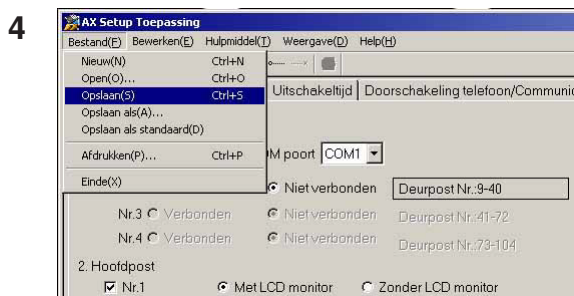 4
AX Setup Toepassing
Bestand(F) Bewerken(E) Hulpmiddel(T) Weergave(D) Help(H)
Nieuw(N) Ctrl+N
Open(O)... Ctrl+O
Opslaan(S) Ctrl+S
Opslaan als(A)...
Opslaan als standaard(D)
Afdrukken(P)... Ctrl+P
Einde(X)
Uitschakeltijd Doorschakeling telefoon/Communic
M poort COM1
Niet verbonden Deurpost Nr.:9-40
Nr.3 Verbonden Niet verbonden Deurpost Nr.:41-72
Nr.4 Verbonden Niet verbonden Deurpost Nr.:73-104
2. Hoofdpost
Nr.1 Met LCD monitor Zonder LCD monitor